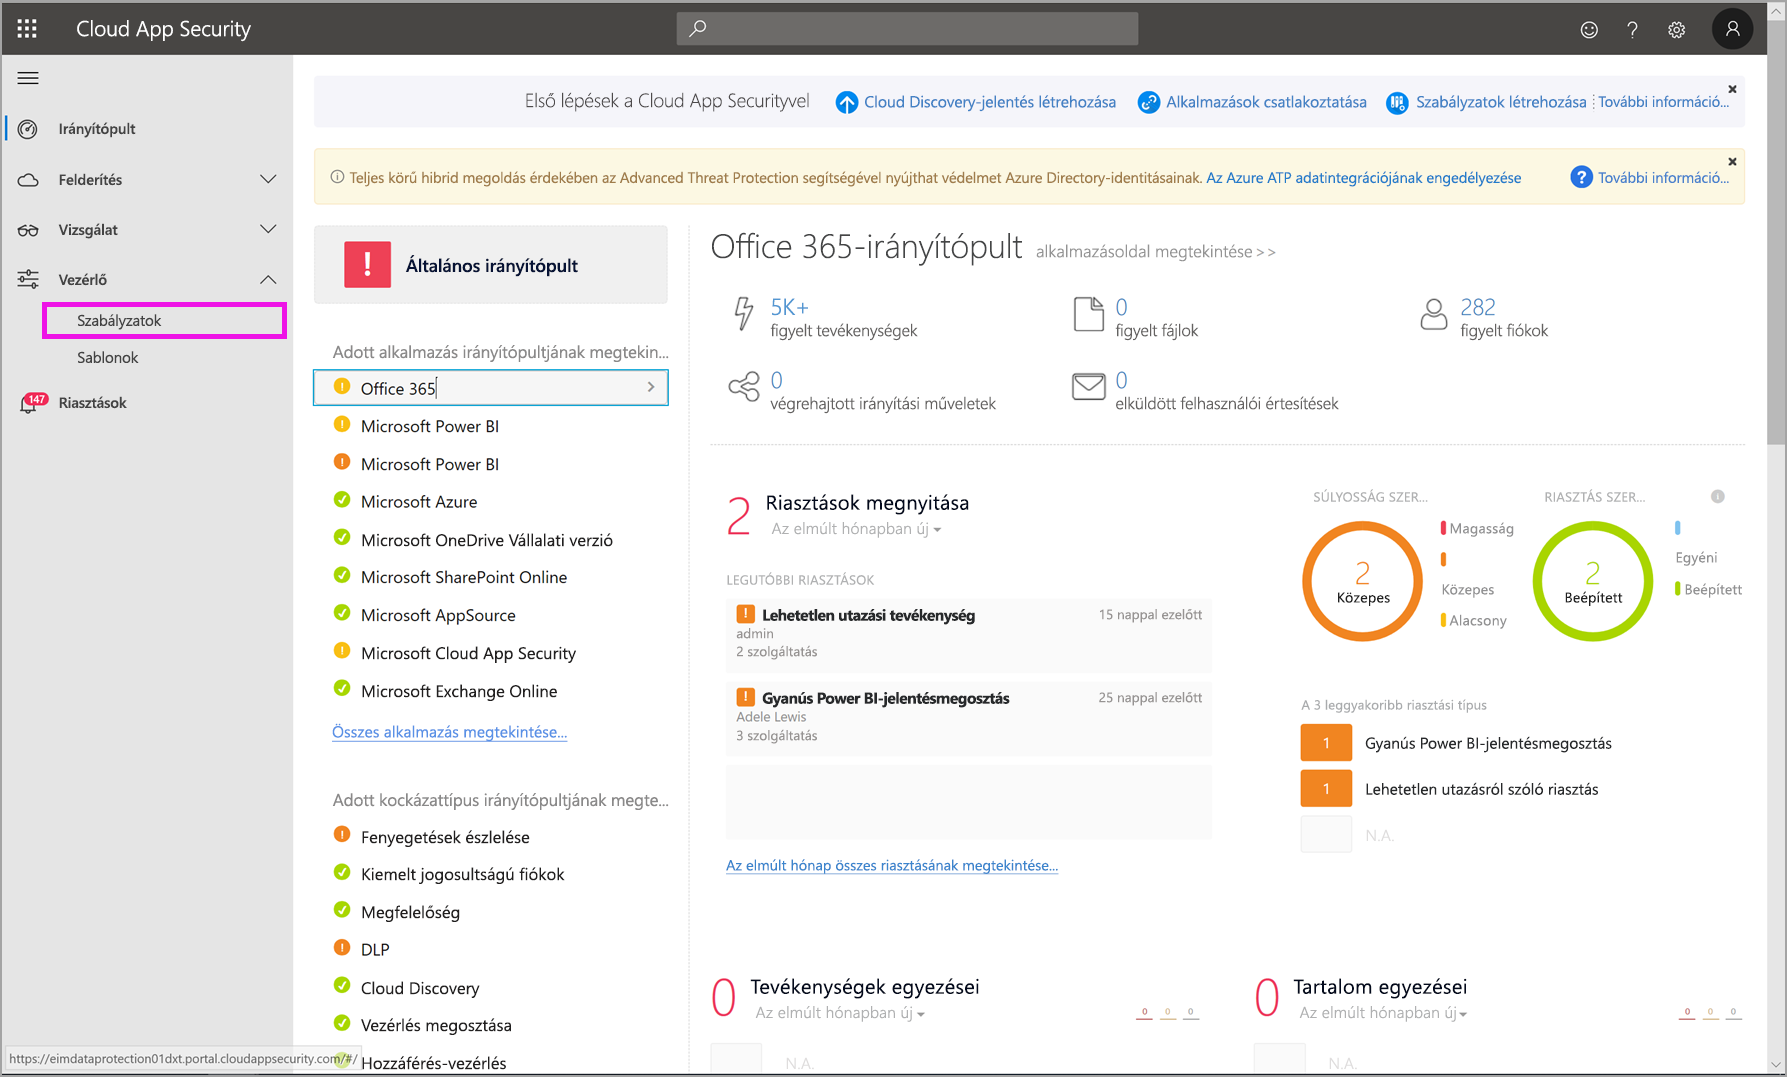 Cloud App Security
Irányítópult
Felderítés
Vizsgálat
Vezérlő
Szabályzatok
Sablonok
147
Riasztások
Első lépések a Cloud App Securityvel
Cloud Discovery-jelentés létrehozása
Alkalmazások csatlakoztatása
Szabályzatok létrehozása
További információ...
Teljes körű hibrid megoldás érdekében az Advanced Threat Protection segítségével nyújthat védelmet Azure Directory-identitásainak. Az Azure ATP adatintegrációjának engedélyezése
További információ...
Általános irányítópult
Adott alkalmazás irányítópultjának megtekin...
Office 365
Microsoft Power BI
Microsoft Power BI
Microsoft Azure
Microsoft OneDrive Vállalati verzió
Microsoft SharePoint Online
Microsoft AppSource
Microsoft Cloud App Security
Microsoft Exchange Online
Összes alkalmazás megtekintése...
Adott kockázattípus irányítópultjának megte...
Fenyegetések észlelése
Kiemelt jogosultságú fiókok
Megfelelőség
DLP
Cloud Discovery
Vezérlés megosztása
Hozzáférés-vezérlés
https://eimdataprotection01dxt.portal.cloudappsecurity.com/#/
Office 365-irányítópult alkalmazásoldal megtekintése >>
5K+
figyelt tevékenységek
0
figyelt fájlok
282
figyelt fiókok
0
végrehajtott irányítási műveletek
0
elküldött felhasználói értesítések
2
Riasztások megnyitása
Az elmúlt hónapban új
LEGUTÓBBI RIASZTÁSOK
Lehetetlen utazási tevékenység 15 nappal ezelőtt
admin
2 szolgáltatás
Gyanús Power BI-jelentésmegosztás 25 nappal ezelőtt
Adele Lewis
3 szolgáltatás
Az elmúlt hónap összes riasztásának megtekintése...
SÚLYOSSÁG SZER...
2
Közepes
Magasság
Közepes
Alacsony
RIASZTÁS SZER...
2
Beépített
Egyéni
Beépített
A 3 leggyakoribb riasztási típus
1 Gyanús Power BI-jelentésmegosztás
1 Lehetetlen utazásról szóló riasztás
N.A.
0
Tevékenységek egyezései
Az elmúlt hónapban új
0 0 0
N.A.
0
Tartalom egyezései
Az elmúlt hónapban új
0 0 0
N.A.